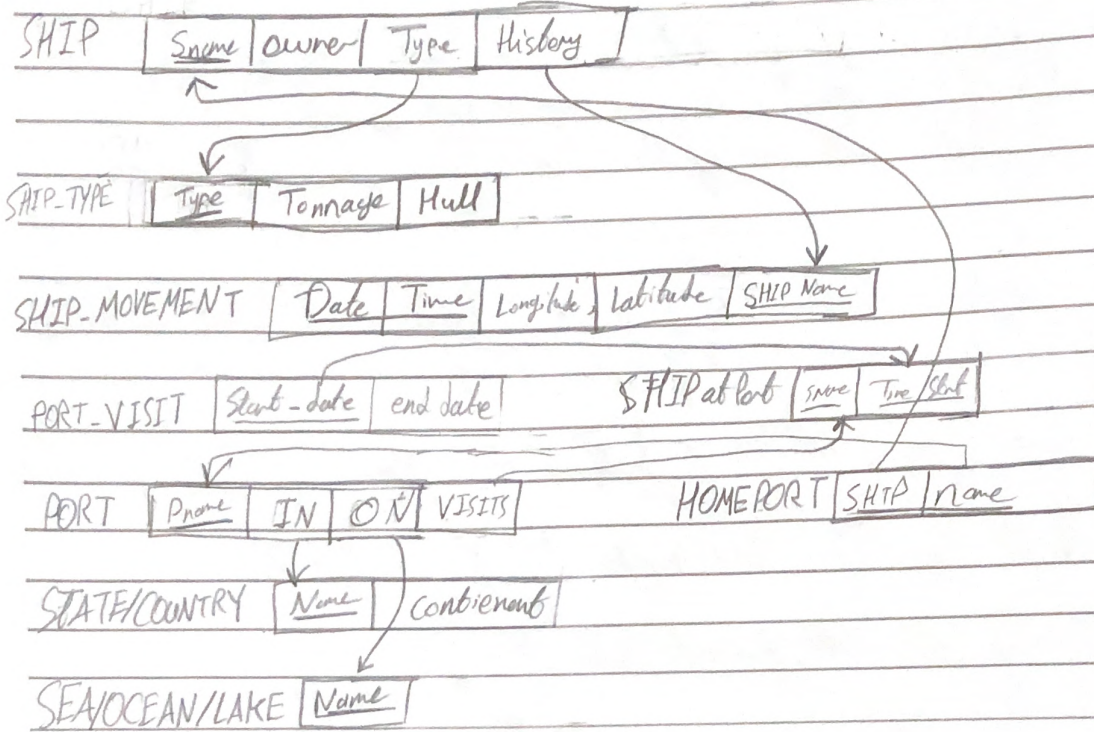 SHIP Sname owner Type History
SHIP_TYPE Type Tonnage Hull
SHIP_MOVEMENT Date Time Longitude, Latitude SHIP Name
PORT_VISIT Start_date end date SHIP at Port sname Time Start
PORT Pname IN ON VISITS HOMEPORT SHIP name
STATE/COUNTRY Name contienent
SEA/OCEAN/LAKE Name